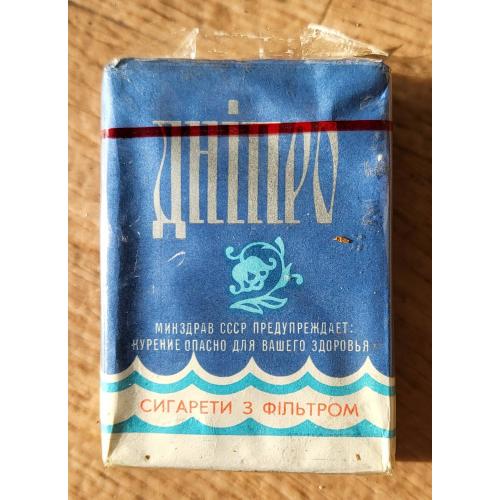 ДНІПРО
МИНЗДРАВ СССР ПРЕДУПРЕЖДАЕТ:
КУРЕНИЕ ОПАСНО ДЛЯ ВАШЕГО ЗДОРОВЬЯ
СИГАРЕТИ З ФІЛЬТРОМ